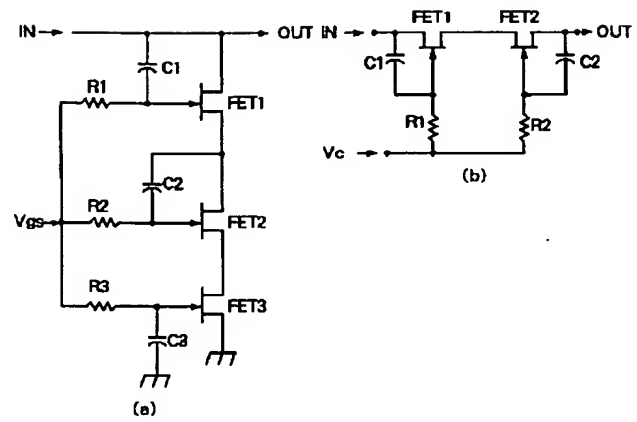 IN
OUT
C1
R1
FET1
C2
Vgs
R2
FET2
R3
FET3
C3
(a)
IN
FET1
FET2
OUT
C1
C2
R1
R2
Vc
(b)